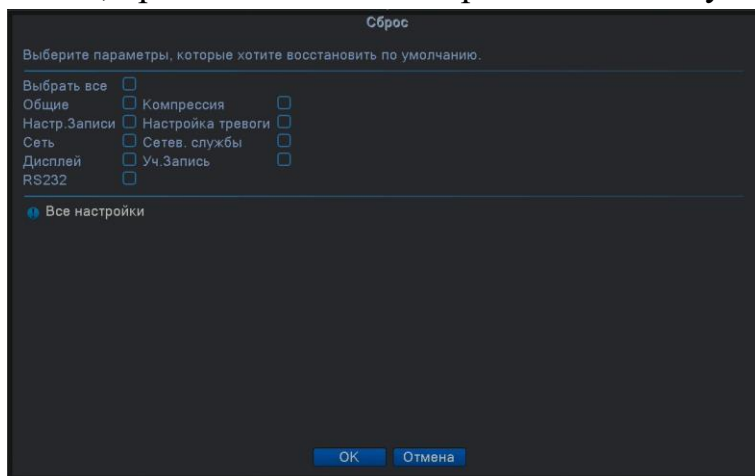 Сброс
Выберите параметры, которые хотите восстановить по умолчанию.
Выбрать все
Общие Компрессия
Настр.Записи Настройка тревоги
Сеть Сетев. службы
Дисплей Уч.Запись
RS232
Все настройки
OK Отмена